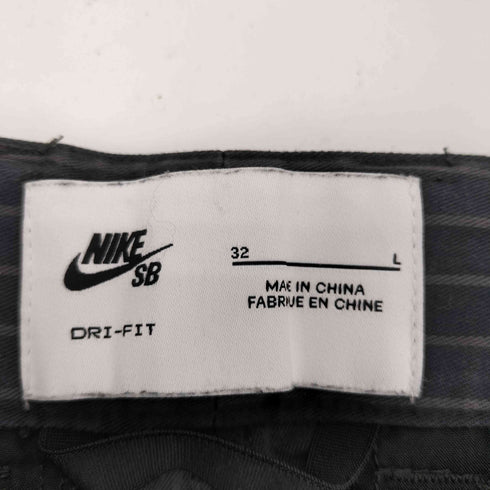 NIKE
SB
DRI-FIT
32 L
MAE IN CHINA
FABRIUE EN CHINE